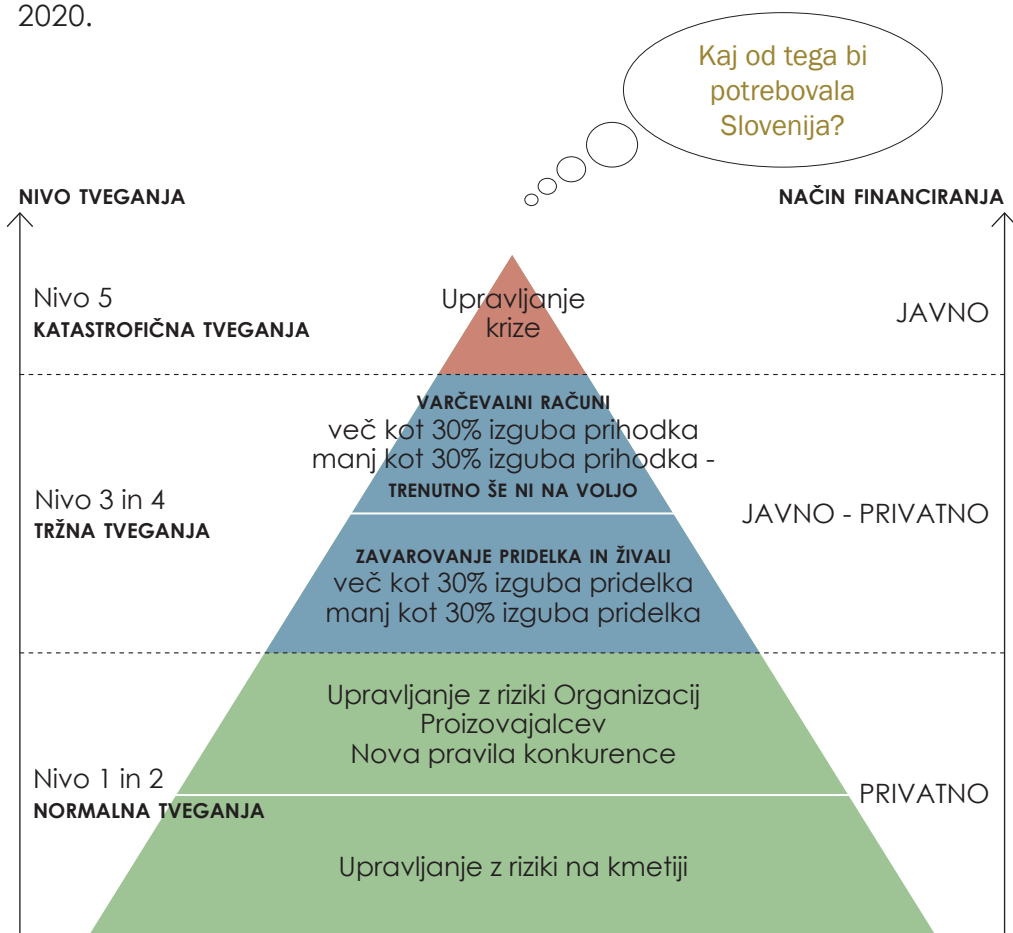 2020.
Kaj od tega bi
potrebovala
Slovenija?
NIVO TVEGANJA
NAČIN FINANCIRANJA
Nivo 5
KATASTROFIČNA TVEGANJA
Upravljanje
krize
JAVNO
VARČEVALNI RAČUNI
več kot 30% izguba prihodka
manj kot 30% izguba prihodka -
TRENUTNO ŠE NI NA VOLJO
Nivo 3 in 4
TRŽNA TVEGANJA
JAVNO - PRIVATNO
ZAVAROVANJE PRIDELKA IN ŽIVALI
več kot 30% izguba pridelka
manj kot 30% izguba pridelka
Upravljanje z riziki Organizacij
Proizovajalcev
Nova pravila konkurence
Nivo 1 in 2
NORMALNA TVEGANJA
PRIVATNO
Upravljanje z riziki na kmetiji